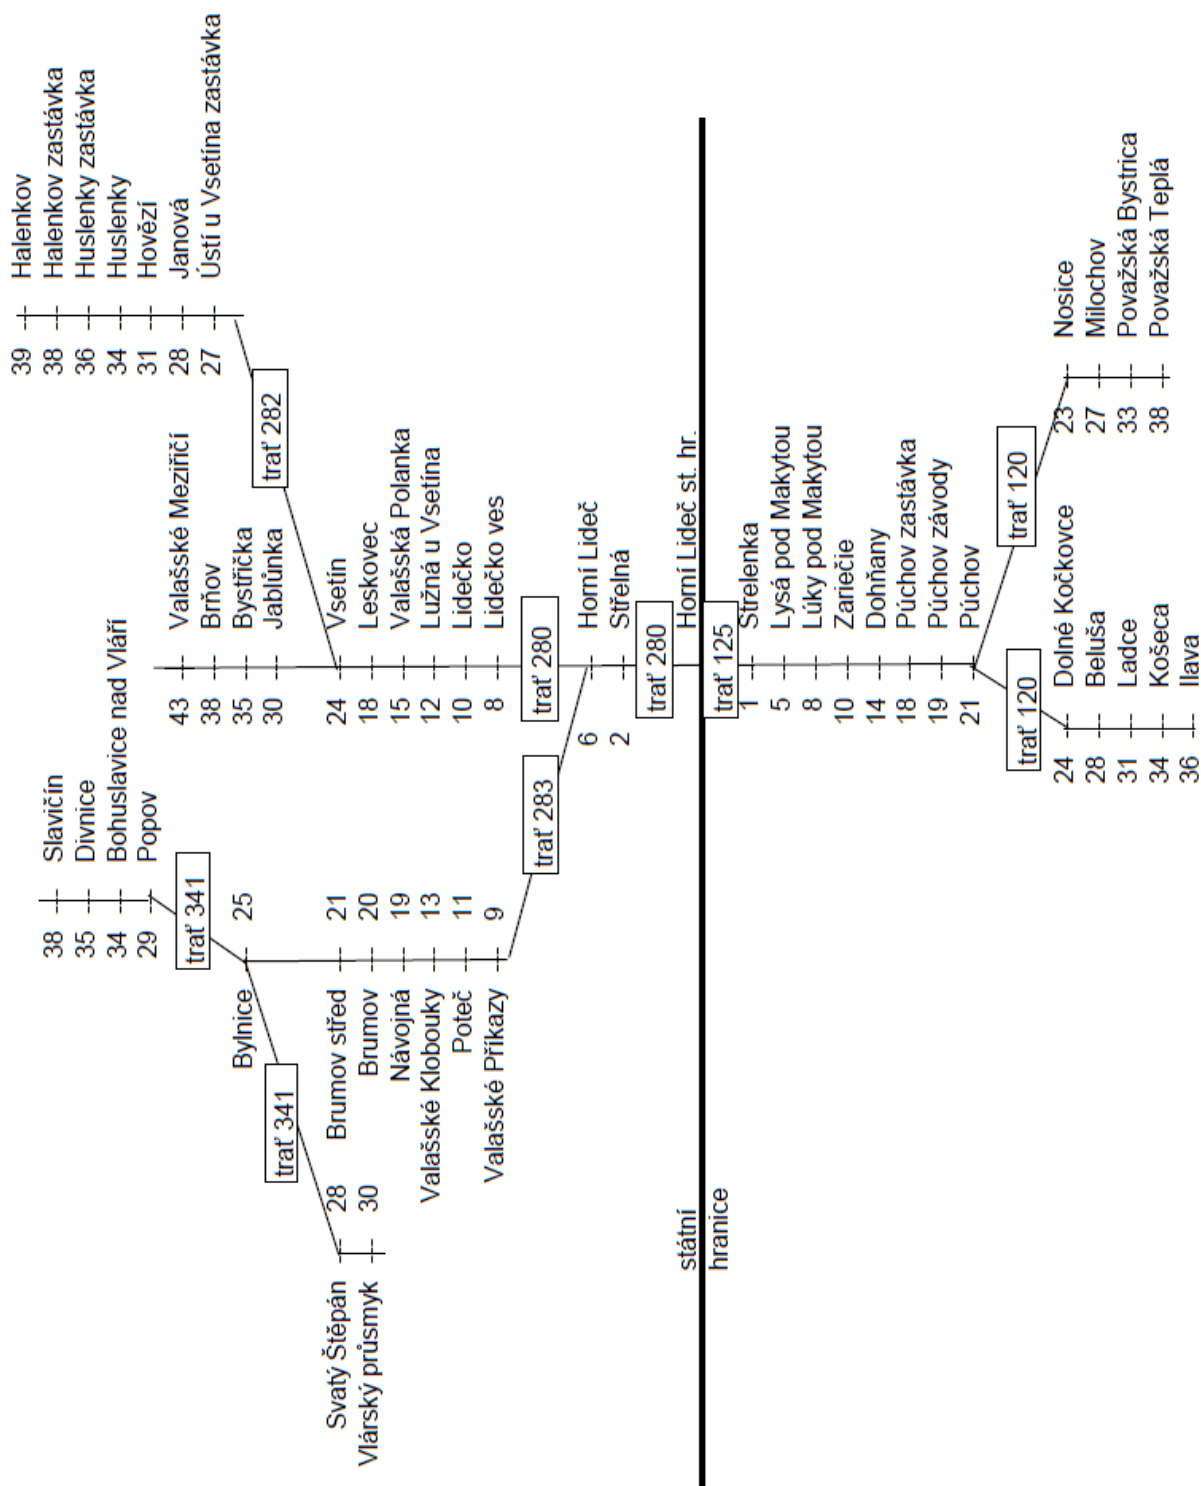 39 Halenkov
38 Halenkov zastávka
36 Huslenky zastávka
34 Huslenky
31 Hovězí
28 Janová
27 Ústí u Vsetína zastávka
trať 282
38 Slavičín
35 Divnice
34 Bohuslavice nad Vláří
29 Popov
trať 341
43 Valašské Meziříčí
38 Brňov
35 Bystřička
30 Jablůnka
Bylnice 25
trať 341
Svatý Štěpán 28
Vlárský průsmyk 30
Brumov střed 21
Brumov 20
Návojná 19
Valašské Klobouky 13
Poteč 11
Valašské Příkazy 9
trať 283
24 Vsetín
18 Leskovec
15 Valašská Polanka
12 Lužná u Vsetína
10 Lidečko
8 Lidečko ves
trať 280
6 Horní Lideč
2 Střelná
trať 280
Horní Lideč st. hr.
státní
hranice
trať 125
1 Strelenka
5 Lysá pod Makytou
8 Lúky pod Makytou
10 Zariečie
14 Dohňany
18 Púchov zastávka
19 Púchov závody
21 Púchov
trať 120
24 Dolné Kočkovce
28 Beluša
31 Ladce
34 Košeca
36 Ilava
trať 120
23 Nosice
27 Milochov
33 Považská Bystrica
38 Považská Teplá